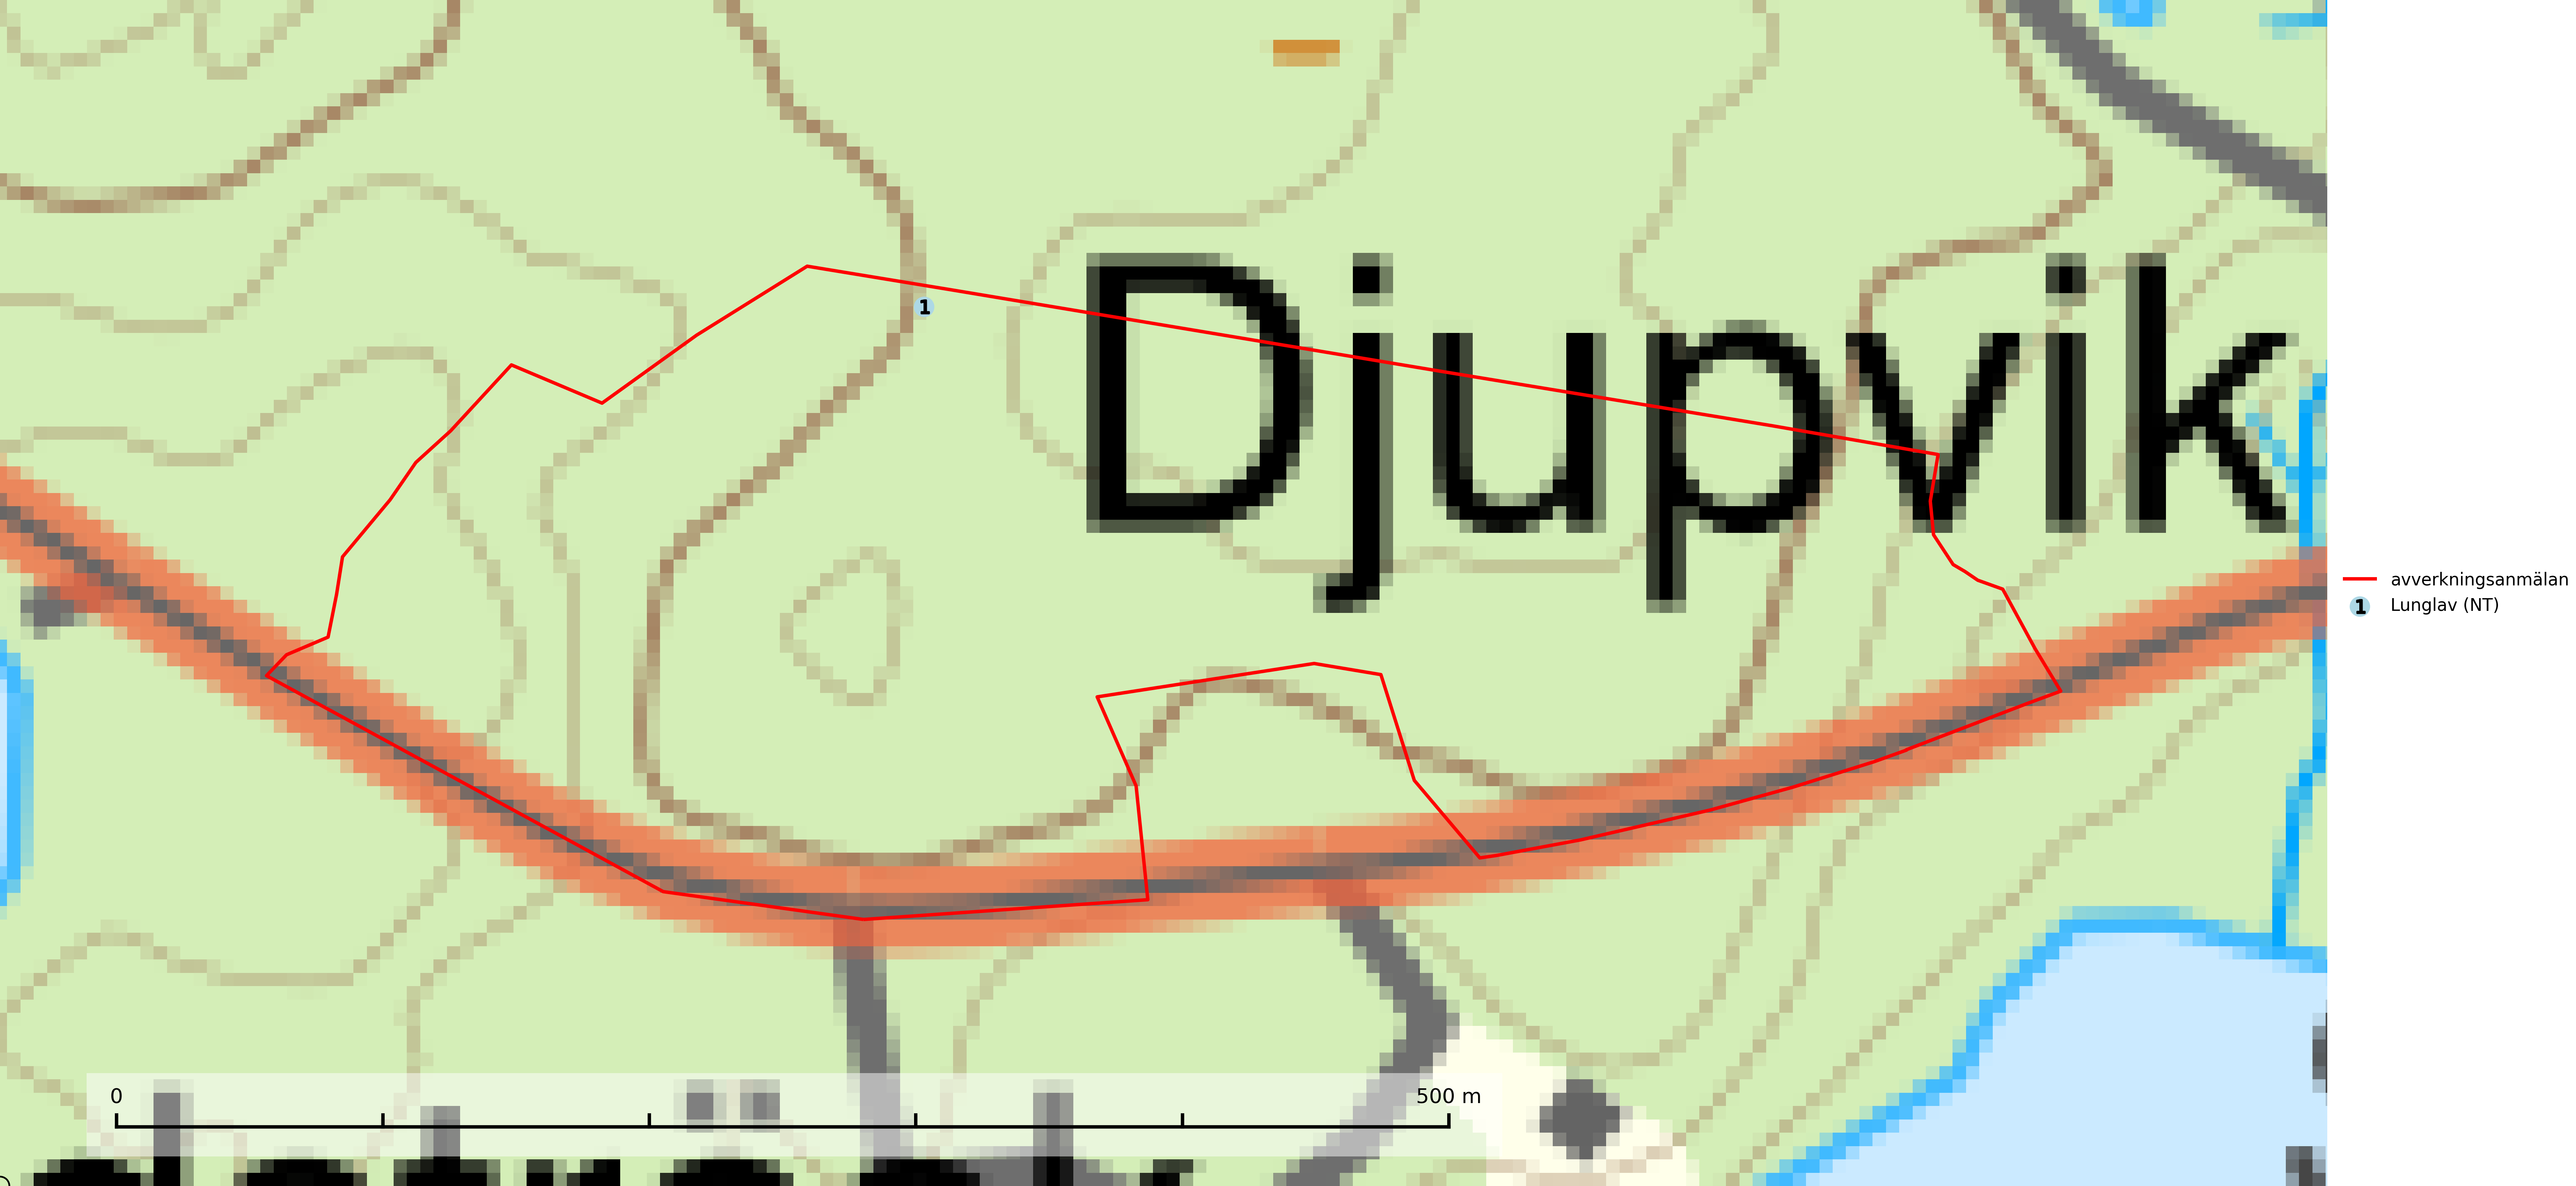 1
Djupvik
avverkningsanmälan
1 Lunglav (NT)
0 500 m